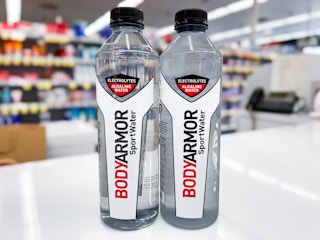 ELECTROLYTES
ALKALINE
WATER
BODYARMOR
SportWater
ELECTROLYTES
ALKALINE
WATER
BODYARMOR
SportWater